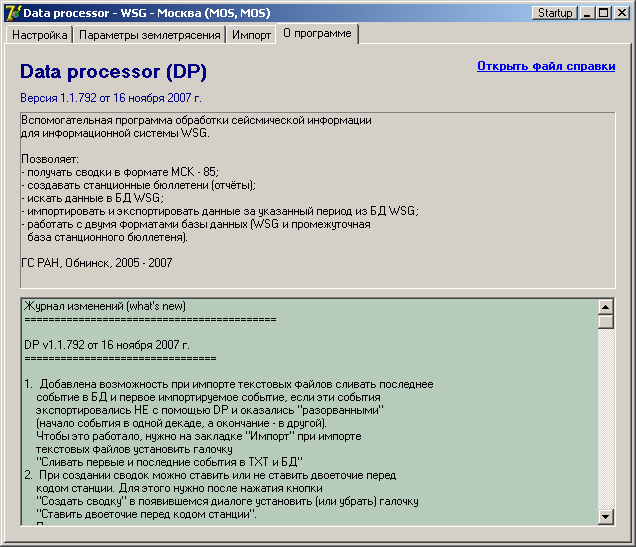 Data processor - WSG - Москва (MOS, MOS)
Startup
Настройка
Параметры землетрясения
Импорт
О программе
Data processor (DP)
Открыть файл справки
Версия 1.1.792 от 16 ноября 2007 г.
Вспомогательная программа обработки сейсмической информации
для информационной системы WSG.
Позволяет:
- получать сводки в формате МСК - 85;
- создавать станционные бюллетени (отчёты);
- искать данные в БД WSG;
- импортировать и экспортировать данные за указанный период из БД WSG;
- работать с двумя форматами базы данных (WSG и промежуточная
база станционного бюллетеня).
ГС РАН, Обнинск, 2005 - 2007
Журнал изменений (what's new)
==========================================
DP v1.1.792 от 16 ноября 2007 г.
================================
1. Добавлена возможность при импорте текстовых файлов сливать последнее
событие в БД и первое импортируемое событие, если эти события
экспортировались НЕ с помощью DP и оказались "разорванными"
(начало события в одной декаде, а окончание - в другой).
Чтобы это работало, нужно на закладке "Импорт" при импорте
текстовых файлов установить галочку
"Сливать первые и последние события в TXT и БД"
2. При создании сводок можно ставить или не ставить двоеточие перед
кодом станции. Для этого нужно после нажатия кнопки
"Создать сводку" в появившемся диалоге установить (или убрать) галочку
"Ставить двоеточие перед кодом станции".